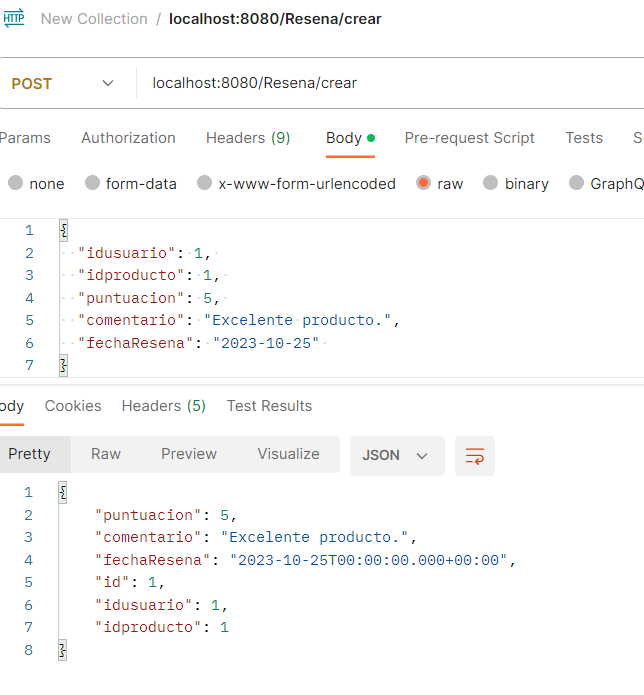 HTTP New Collection / localhost:8080/Resena/crear
POST localhost:8080/Resena/crear
Params Authorization Headers (9) Body Pre-request Script Tests S
none form-data x-www-form-urlencoded raw binary GraphQ
1 {
2 "idusuario": 1,
3 "idproducto": 1,
4 "puntuacion": 5,
5 "comentario": "Excelente producto.",
6 "fechaResena": "2023-10-25"
7 }
ody Cookies Headers (5) Test Results
Pretty Raw Preview Visualize JSON
1 {
2 "puntuacion": 5,
3 "comentario": "Excelente producto.",
4 "fechaResena": "2023-10-25T00:00:00.000+00:00",
5 "id": 1,
6 "idusuario": 1,
7 "idproducto": 1
8 }